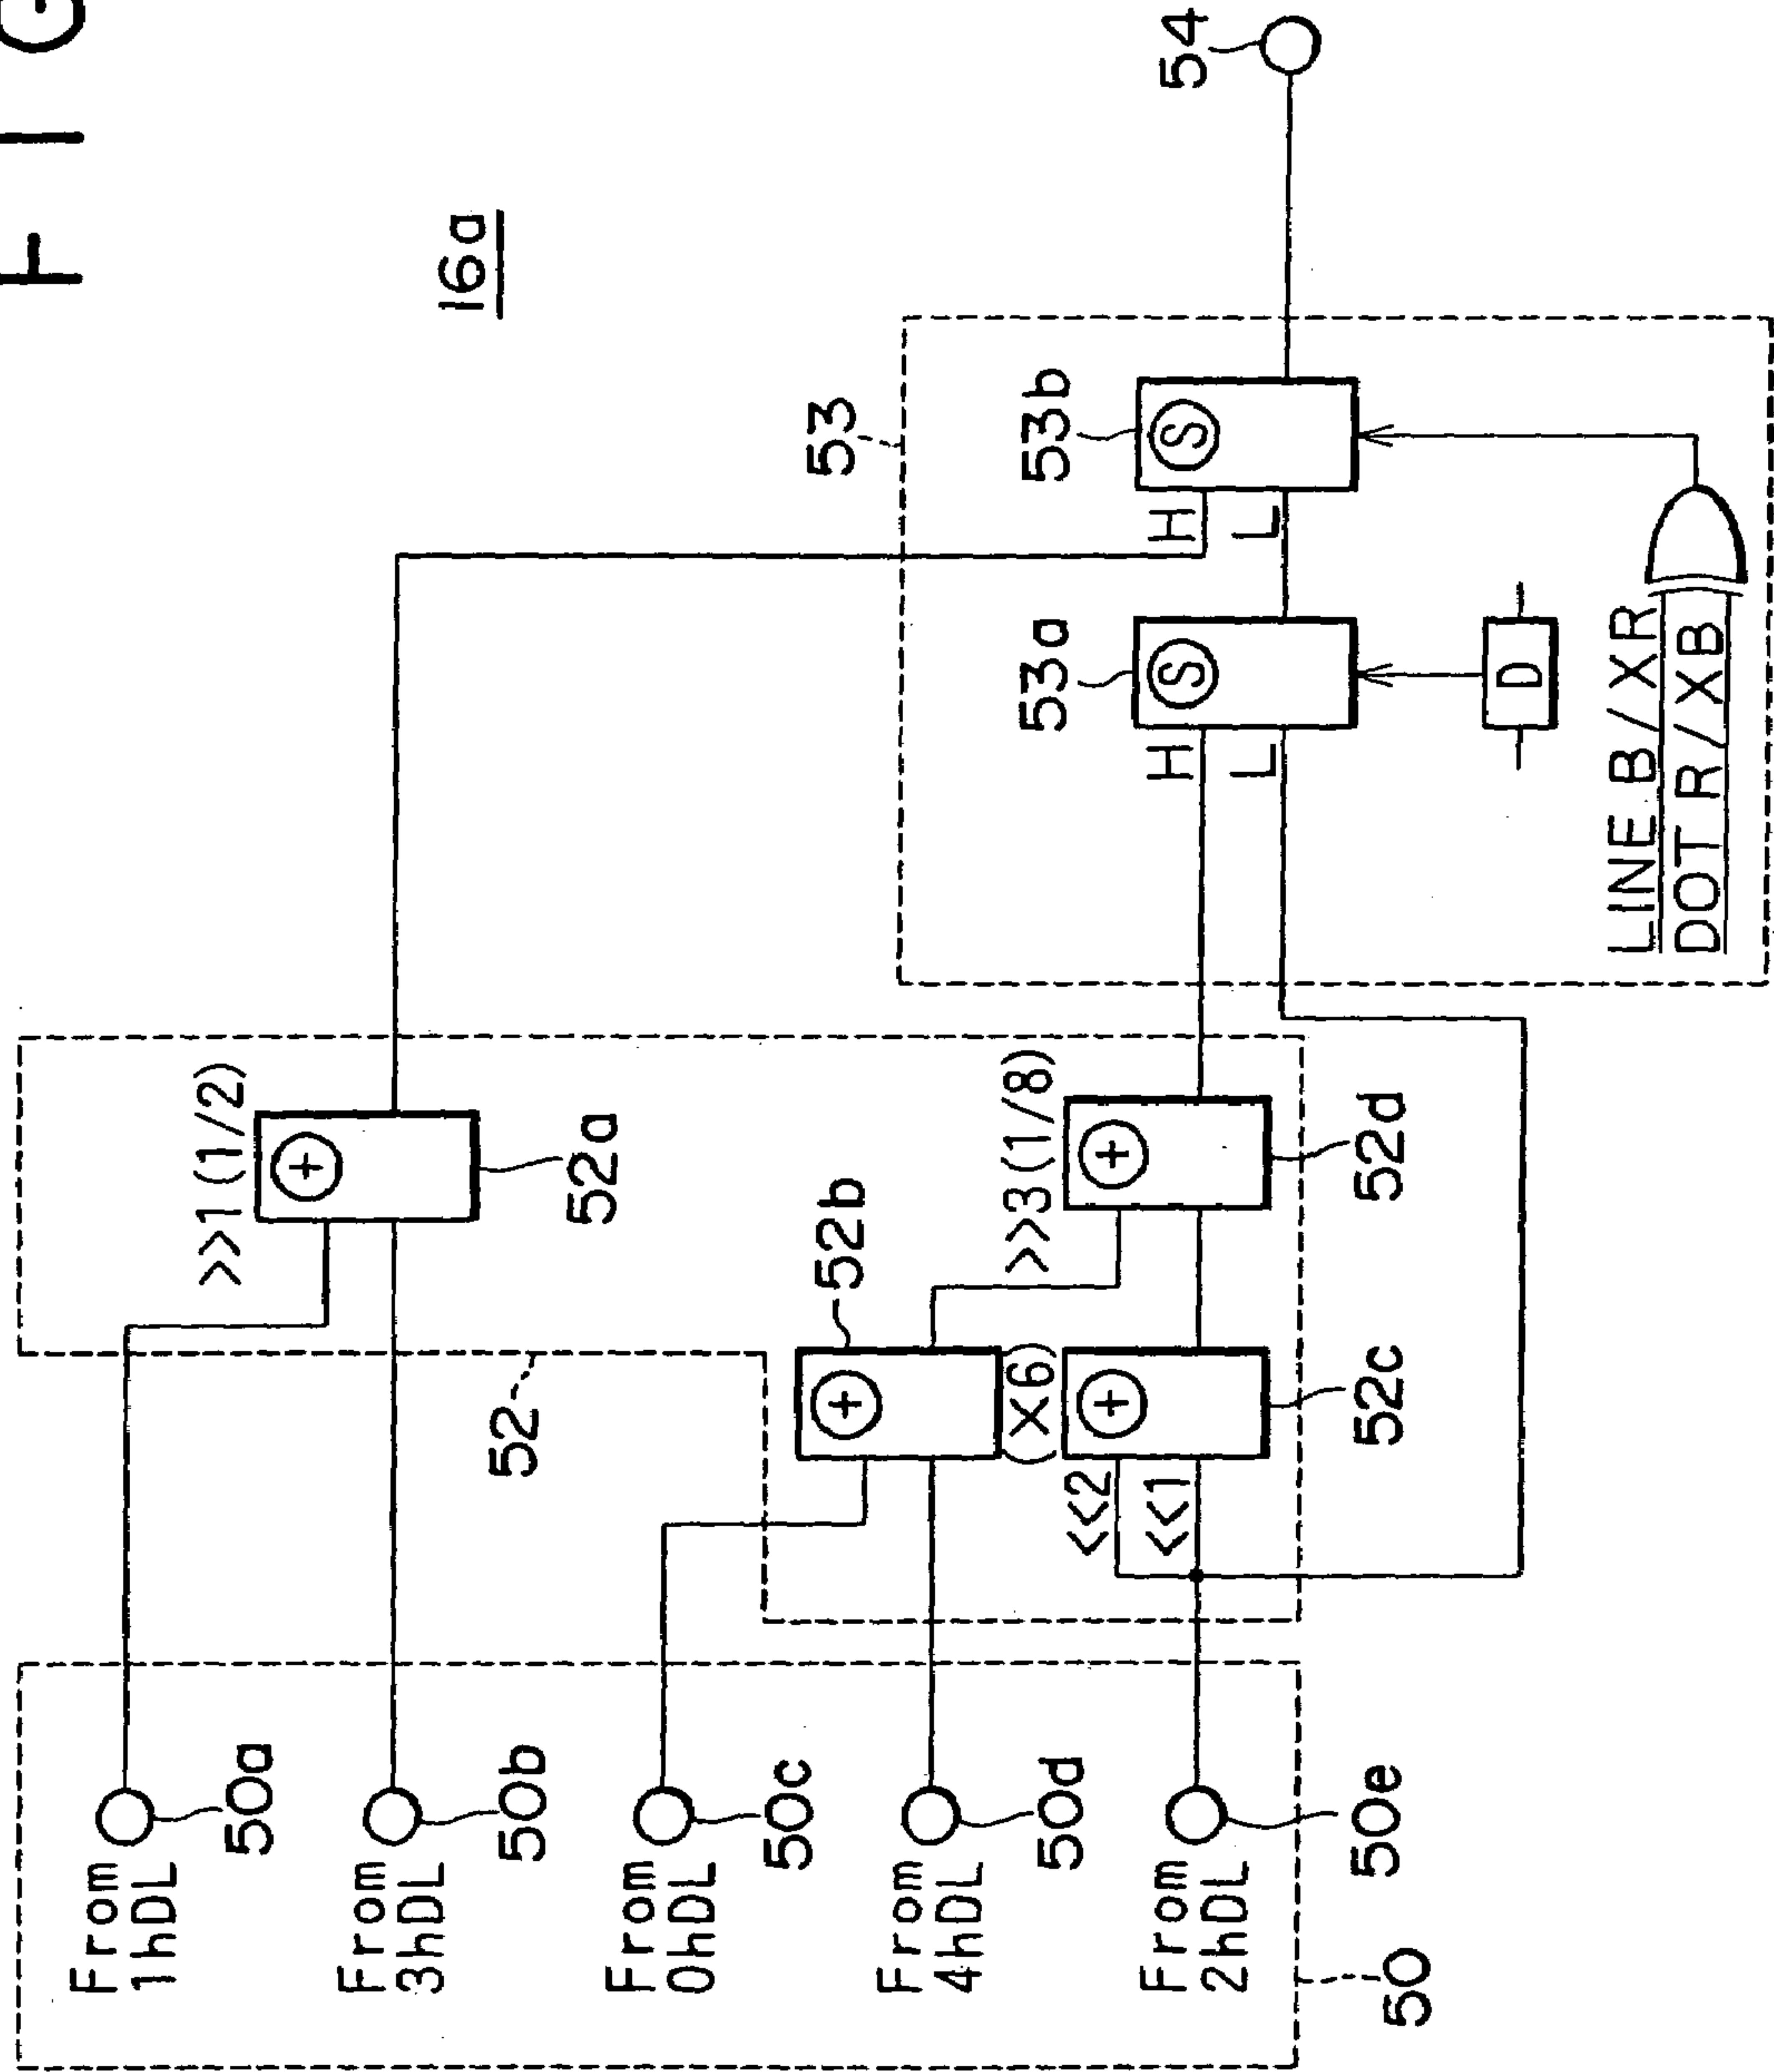 FIG
16a
From
1hDL
50a
From
3hDL
50b
From
0hDL
50c
From
4hDL
50d
From
2hDL
50e
50
52
>>1(1/2)
52a
52b
(X6)
<<2
<<1
52c
>>3(1/8)
52d
53
53a
S
H
L
53b
S
H
L
D
LINE B/XR
DOT R/XB
54